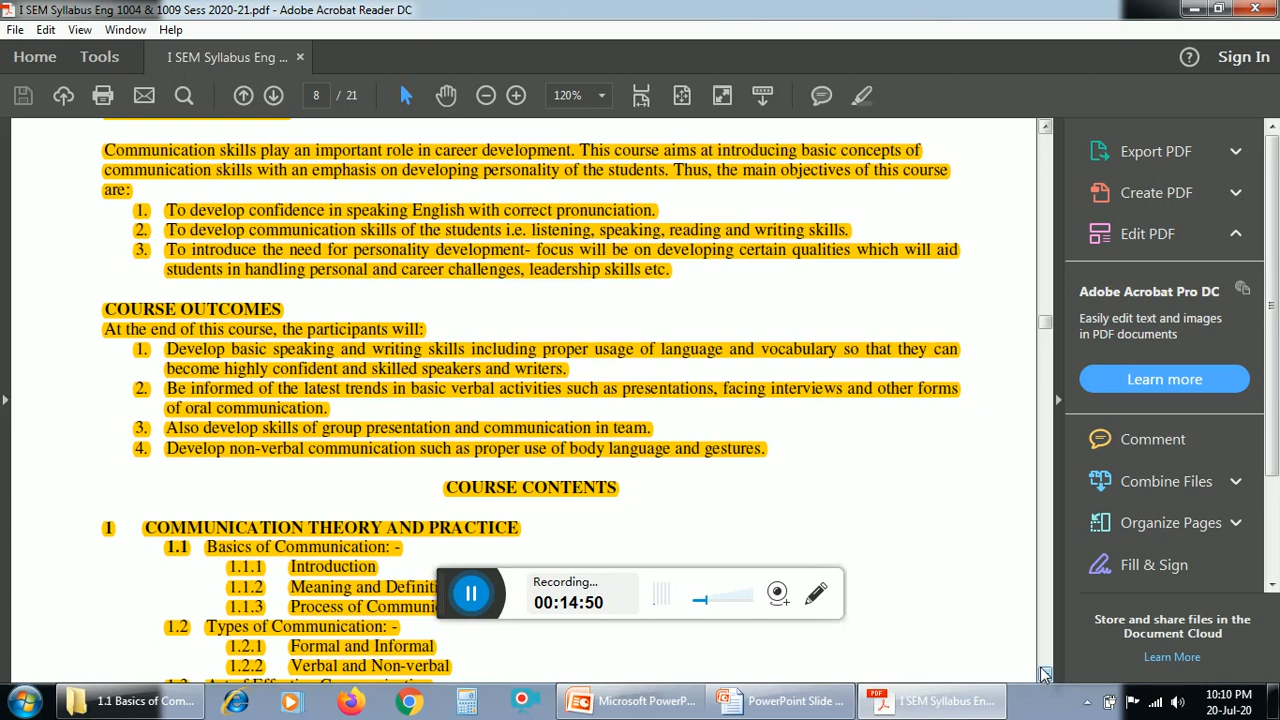 I SEM Syllabus Eng 1004 & 1009 Sess 2020-21.pdf - Adobe Acrobat Reader DC
File Edit View Window Help
Home Tools I SEM Syllabus Eng ... × Sign In
8 / 21 120%
Communication skills play an important role in career development. This course aims at introducing basic concepts of
communication skills with an emphasis on developing personality of the students. Thus, the main objectives of this course
are:
1. To develop confidence in speaking English with correct pronunciation.
2. To develop communication skills of the students i.e. listening, speaking, reading and writing skills.
3. To introduce the need for personality development- focus will be on developing certain qualities which will aid
students in handling personal and career challenges, leadership skills etc.
COURSE OUTCOMES
At the end of this course, the participants will:
1. Develop basic speaking and writing skills including proper usage of language and vocabulary so that they can
become highly confident and skilled speakers and writers.
2. Be informed of the latest trends in basic verbal activities such as presentations, facing interviews and other forms
of oral communication.
3. Also develop skills of group presentation and communication in team.
4. Develop non-verbal communication such as proper use of body language and gestures.
COURSE CONTENTS
1 COMMUNICATION THEORY AND PRACTICE
1.1 Basics of Communication: -
1.1.1 Introduction
1.1.2 Meaning and Definiti
1.1.3 Process of Communi
1.2 Types of Communication: -
1.2.1 Formal and Informal
1.2.2 Verbal and Non-verbal
Recording...
00:14:50
Export PDF
Create PDF
Edit PDF
Adobe Acrobat Pro DC
Easily edit text and images
in PDF documents
Learn more
Comment
Combine Files
Organize Pages
Fill & Sign
Store and share files in the
Document Cloud
Learn More
1.1 Basics of Com... Microsoft PowerP... PowerPoint Slide ... PDF I SEM Syllabus En...
10:10 PM
20-Jul-20